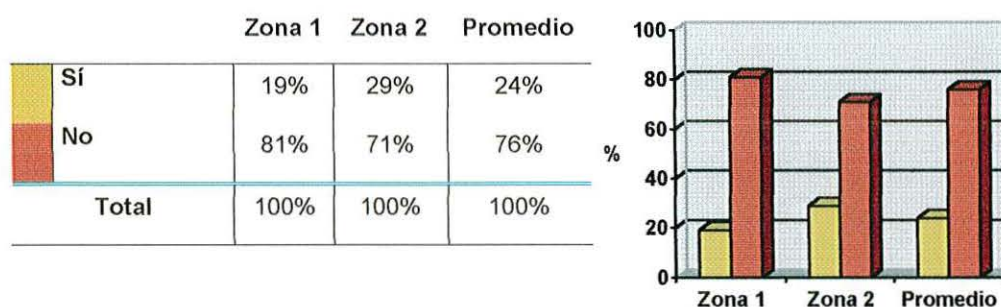 Zona 1 Zona 2 Promedio
Sí 19% 29% 24%
No 81% 71% 76%
Total 100% 100% 100%
100
80
60
%
40
20
0
Zona 1 Zona 2 Promedio